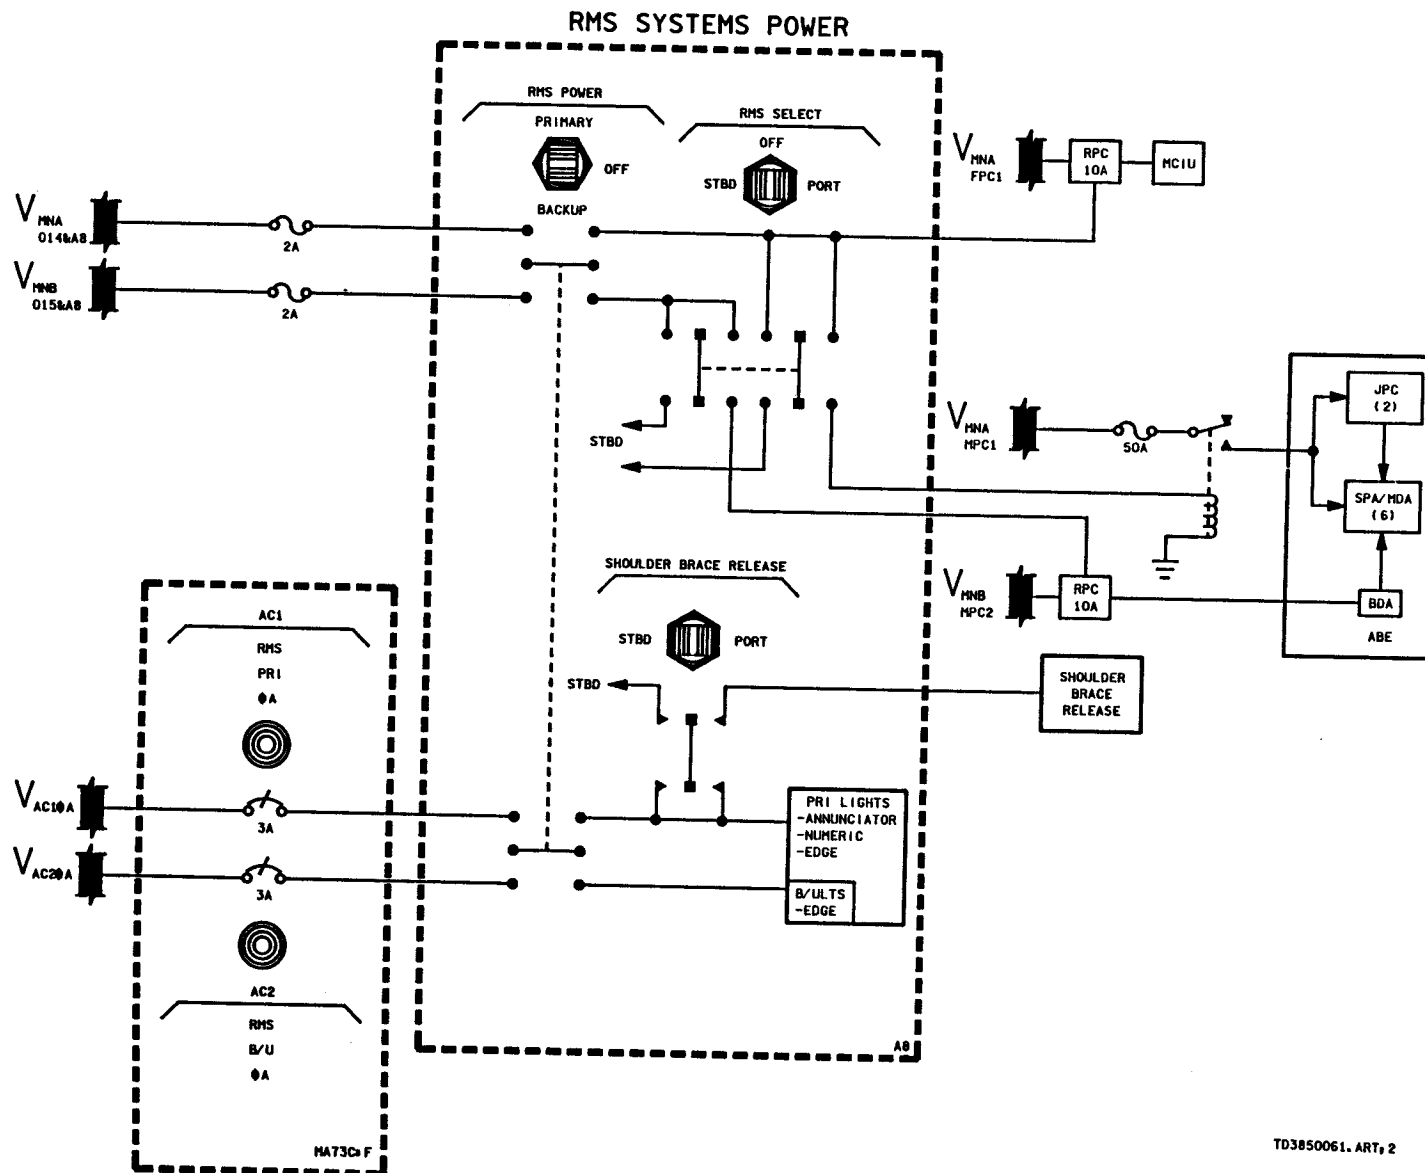 RMS SYSTEMS POWER
RMS POWER
PRIMARY
OFF
BACKUP
RMS SELECT
OFF
STBD
PORT
V MNA
FPC1
RPC
10A
MCIU
V MNA
O14&A8
2A
V MNB
O15&A8
2A
STBD
V MNA
MPC1
50A
JPC
(2)
SPA/MDA
(6)
BDA
ABE
V MNB
MPC2
RPC
10A
SHOULDER BRACE RELEASE
STBD
PORT
STBD
SHOULDER
BRACE
RELEASE
AC1
RMS
PRI
ΦA
V AC1ΦA
3A
V AC2ΦA
3A
AC2
RMS
B/U
ΦA
MA73C:F
PRI LIGHTS
-ANNUNCIATOR
-NUMERIC
-EDGE
B/ULTS
-EDGE
A8
TD3850061.ART;2